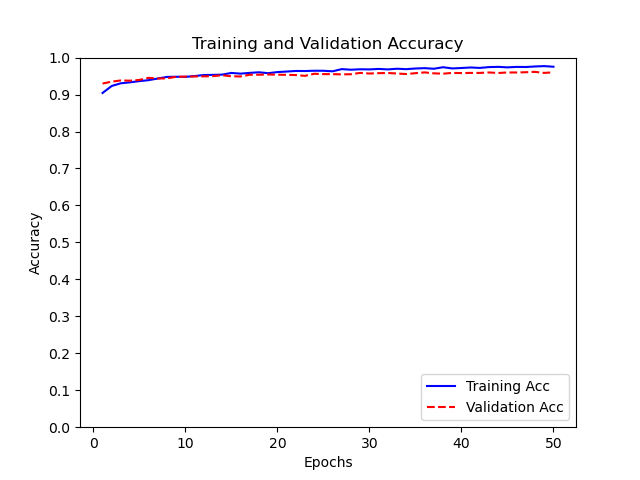 Training and Validation Accuracy
1.0
0.9
0.8
0.7
0.6
0.5
0.4
0.3
0.2
0.1
0.0
Accuracy
Training Acc
Validation Acc
0 10 20 30 40 50
Epochs